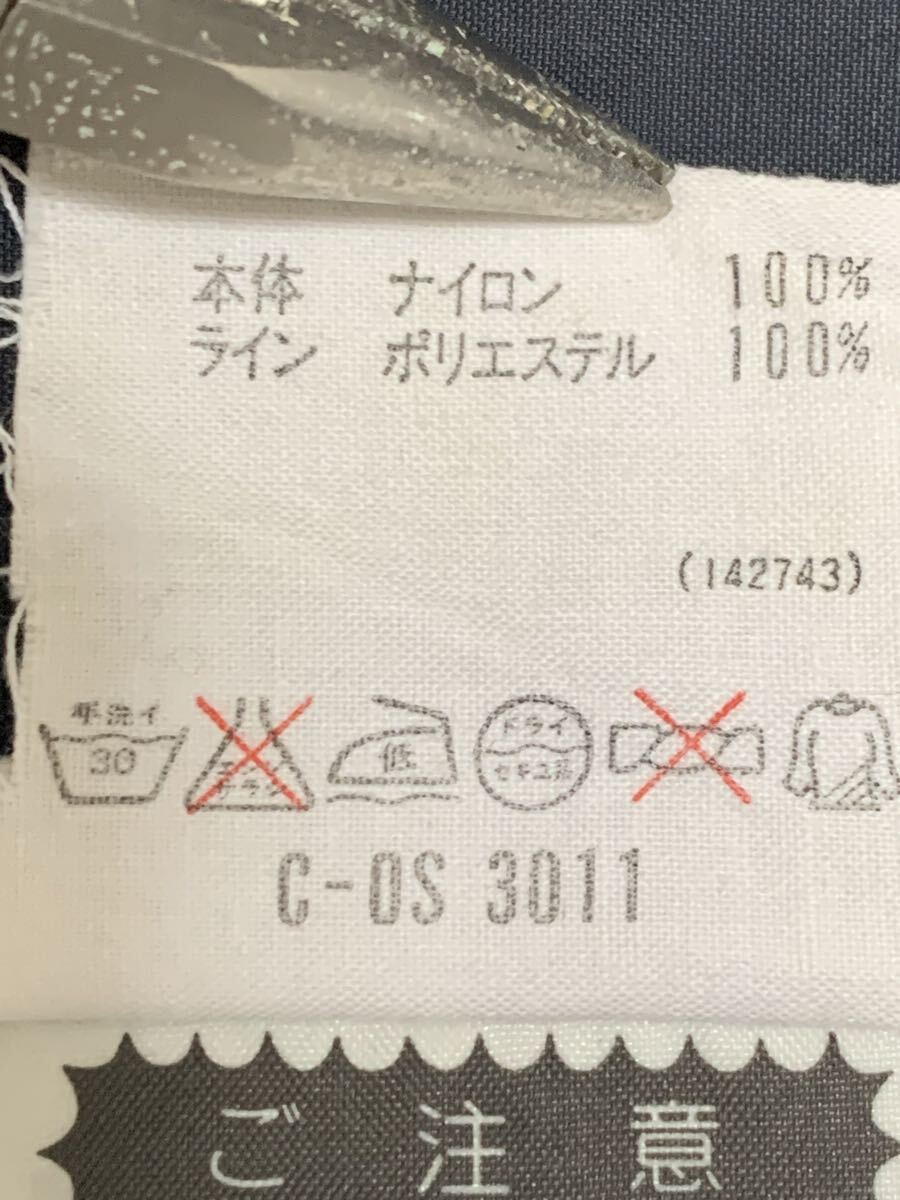 本体 ナイロン 100%
ライン ポリエステル 100%
(142743)
手洗イ
30 低 ドライ
セキユ系
C-OS 3011
ご注意